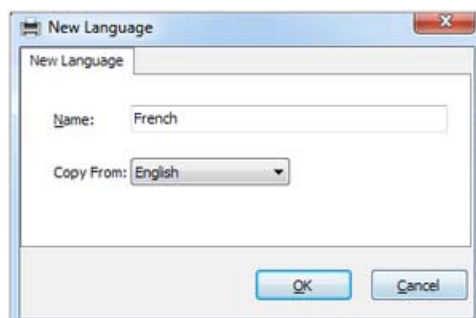 New Language
New Language
Name: French
Copy From: English
OK Cancel